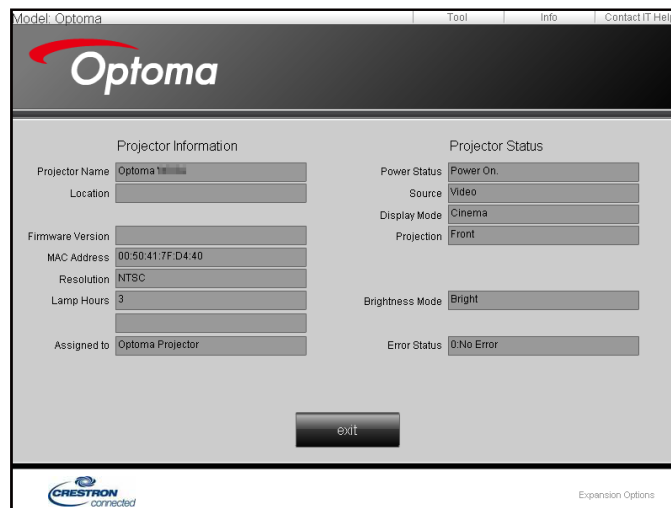 Model: Optoma Tool Info Contact IT Help
Optoma
Projector Information
Projector Name Optoma
Location
Firmware Version
MAC Address 00:50:41:7F:D4:40
Resolution NTSC
Lamp Hours 3
Assigned to Optoma Projector
Projector Status
Power Status Power On.
Source Video
Display Mode Cinema
Projection Front
Brightness Mode Bright
Error Status 0:No Error
exit
CRESTRON
connected
Expansion Options